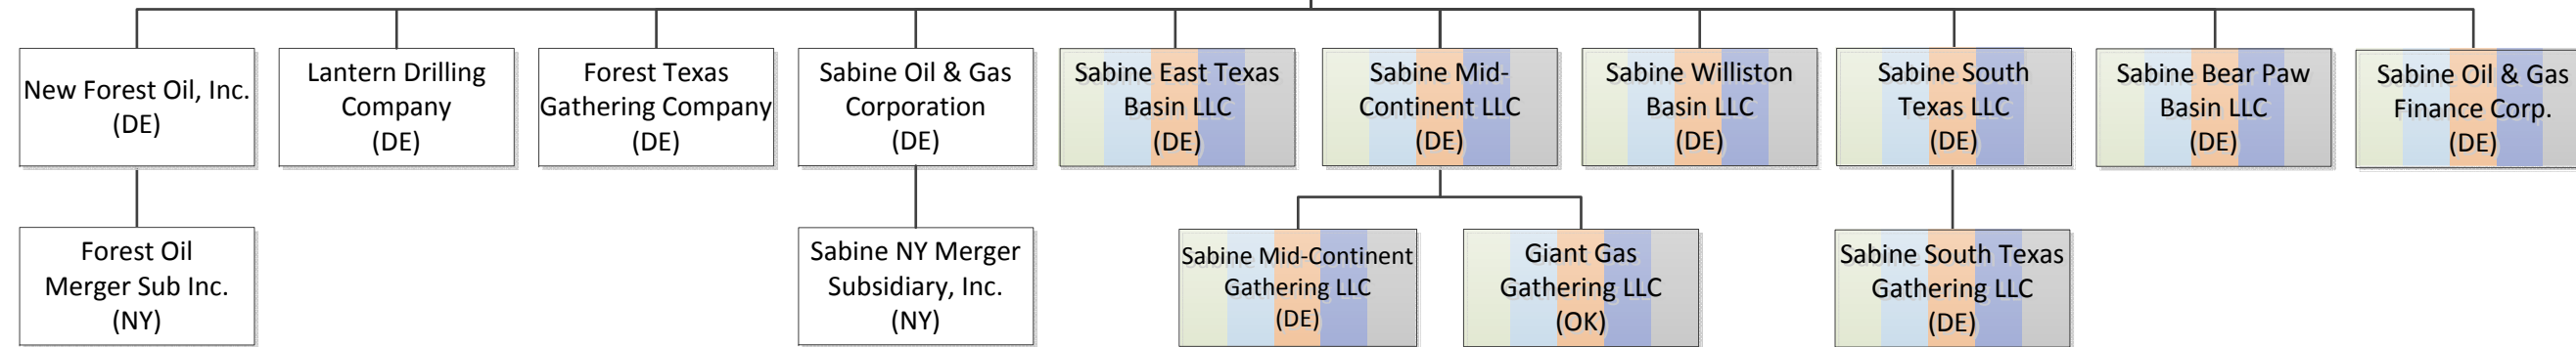 New Forest Oil, Inc.
(DE)
Lantern Drilling
Company
(DE)
Forest Texas
Gathering Company
(DE)
Sabine Oil & Gas
Corporation
(DE)
Sabine East Texas
Basin LLC
(DE)
Sabine Mid-
Continent LLC
(DE)
Sabine Williston
Basin LLC
(DE)
Sabine South
Texas LLC
(DE)
Sabine Bear Paw
Basin LLC
(DE)
Sabine Oil & Gas
Finance Corp.
(DE)
Forest Oil
Merger Sub Inc.
(NY)
Sabine NY Merger
Subsidiary, Inc.
(NY)
Sabine Mid-Continent
Gathering LLC
(DE)
Giant Gas
Gathering LLC
(OK)
Sabine South Texas
Gathering LLC
(DE)